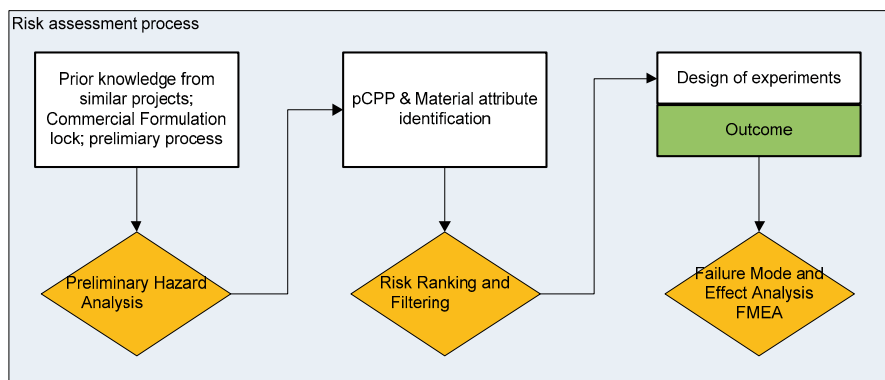 Risk assessment process
Prior knowledge from
similar projects;
Commercial Formulation
lock; prelimiary process
Preliminary Hazard
Analysis
pCPP & Material attribute
identification
Risk Ranking and
Filtering
Design of experiments
Outcome
Failure Mode and
Effect Analysis
FMEA